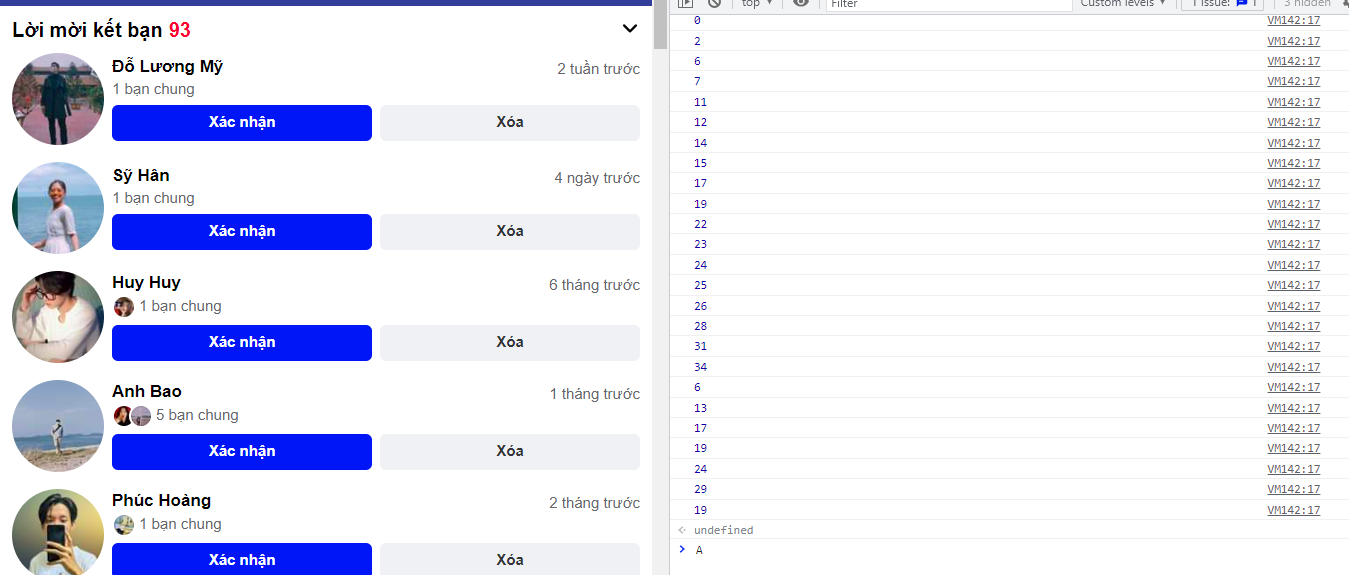 Lời mời kết bạn 93
Đỗ Lương Mỹ
2 tuần trước
1 bạn chung
Xác nhận
Xóa
Sỹ Hân
4 ngày trước
1 bạn chung
Xác nhận
Xóa
Huy Huy
6 tháng trước
1 bạn chung
Xác nhận
Xóa
Anh Bao
1 tháng trước
5 bạn chung
Xác nhận
Xóa
Phúc Hoàng
2 tháng trước
1 bạn chung
Xác nhận
Xóa
top Filter Custom levels 1 Issue: 1 3 hidden
0 VM142:17
2 VM142:17
6 VM142:17
7 VM142:17
11 VM142:17
12 VM142:17
14 VM142:17
15 VM142:17
17 VM142:17
19 VM142:17
22 VM142:17
23 VM142:17
24 VM142:17
25 VM142:17
26 VM142:17
28 VM142:17
31 VM142:17
34 VM142:17
6 VM142:17
13 VM142:17
17 VM142:17
19 VM142:17
24 VM142:17
29 VM142:17
19 VM142:17
undefined
A